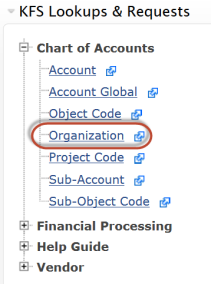 KFS Lookups & Requests
Chart of Accounts
Account
Account Global
Object Code
Organization
Project Code
Sub-Account
Sub-Object Code
Financial Processing
Help Guide
Vendor